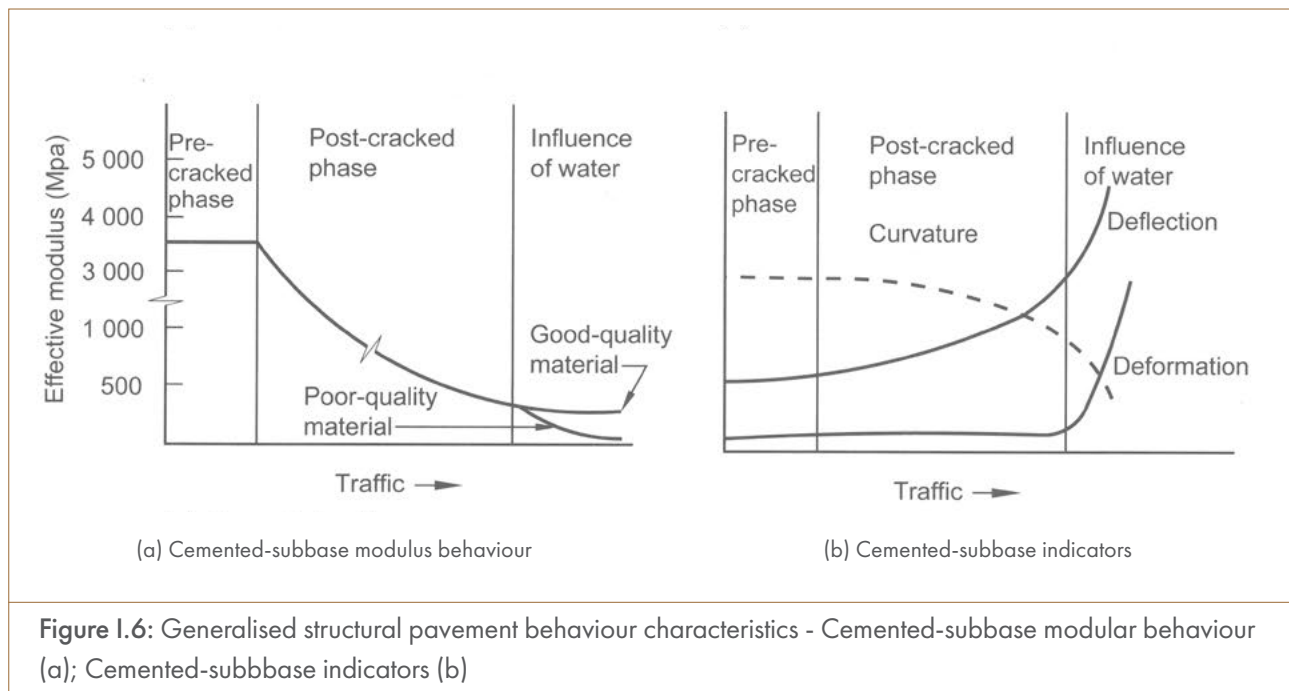 Effective modulus (Mpa)
5 000
4 000
3 000
1 000
500
Pre-
cracked
phase
Post-cracked
phase
Influence
of water
Good-quality
material
Poor-quality
material
Traffic →
(a) Cemented-subbase modulus behaviour
Pre-
cracked
phase
Post-cracked
phase
Influence
of water
Curvature
Deflection
Deformation
Traffic →
(b) Cemented-subbase indicators
Figure I.6: Generalised structural pavement behaviour characteristics - Cemented-subbase modular behaviour
(a); Cemented-subbbase indicators (b)